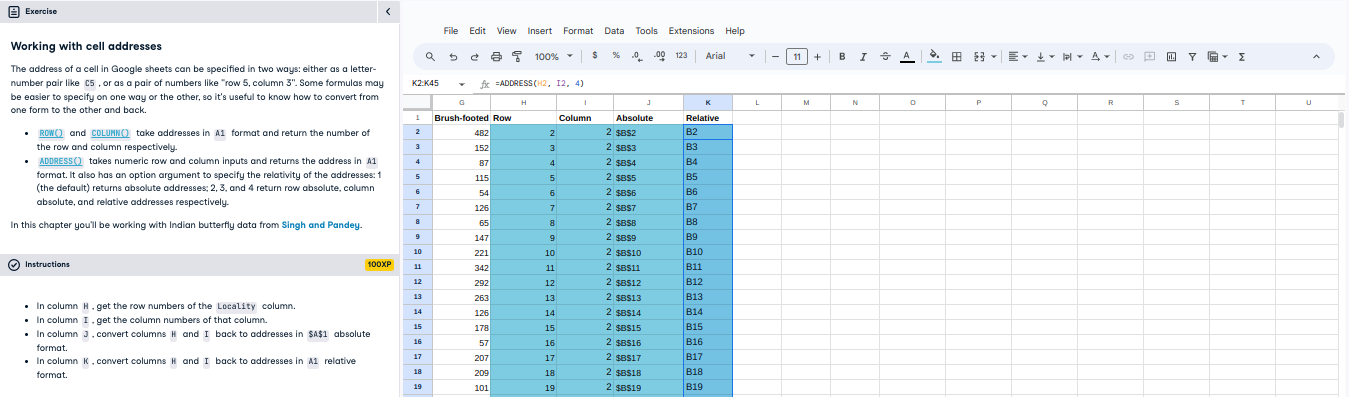 Exercise
Working with cell addresses
The address of a cell in Google sheets can be specified in two ways: either as a letter-
number pair like C5 , or as a pair of numbers like "row 5, column 3". Some formulas may
be easier to specify on one way or the other, so it's useful to know how to convert from
one form to the other and back.
ROW() and COLUMN() take addresses in A1 format and return the number of
the row and column respectively.
ADDRESS() takes numeric row and column inputs and returns the address in A1
format. It also has an option argument to specify the relativity of the addresses: 1
(the default) returns absolute addresses; 2, 3, and 4 return row absolute, column
absolute, and relative addresses respectively.
In this chapter you'll be working with Indian butterfly data from Singh and Pandey.
Instructions 100XP
In column H , get the row numbers of the Locality column.
In column I , get the column numbers of that column.
In column J , convert columns H and I back to addresses in $A$1 absolute
format.
In column K , convert columns H and I back to addresses in A1 relative
format.
File Edit View Insert Format Data Tools Extensions Help
100% $ % .0 .00 123 Arial 11 B I S A
K2:K45 fx =ADDRESS(H2, I2, 4)
G H I J K L M N O P Q R S T U
1 Brush-footed Row Column Absolute Relative
2 482 2 2 $B$2 B2
3 152 3 2 $B$3 B3
4 87 4 2 $B$4 B4
5 115 5 2 $B$5 B5
6 54 6 2 $B$6 B6
7 126 7 2 $B$7 B7
8 65 8 2 $B$8 B8
9 147 9 2 $B$9 B9
10 221 10 2 $B$10 B10
11 342 11 2 $B$11 B11
12 292 12 2 $B$12 B12
13 263 13 2 $B$13 B13
14 126 14 2 $B$14 B14
15 178 15 2 $B$15 B15
16 57 16 2 $B$16 B16
17 207 17 2 $B$17 B17
18 209 18 2 $B$18 B18
19 101 19 2 $B$19 B19